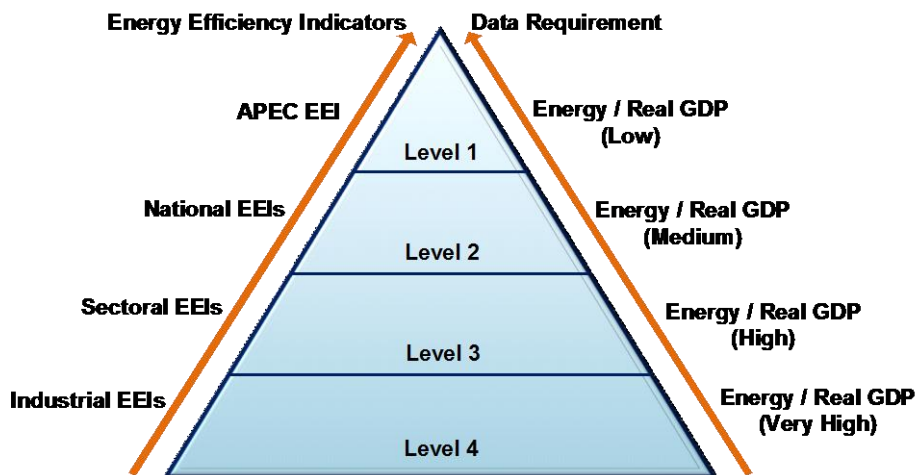 Energy Efficiency Indicators
Data Requirement
APEC EEI
Energy / Real GDP
(Low)
Level 1
National EEIs
Energy / Real GDP
(Medium)
Level 2
Sectoral EEIs
Energy / Real GDP
(High)
Level 3
Industrial EEIs
Energy / Real GDP
(Very High)
Level 4